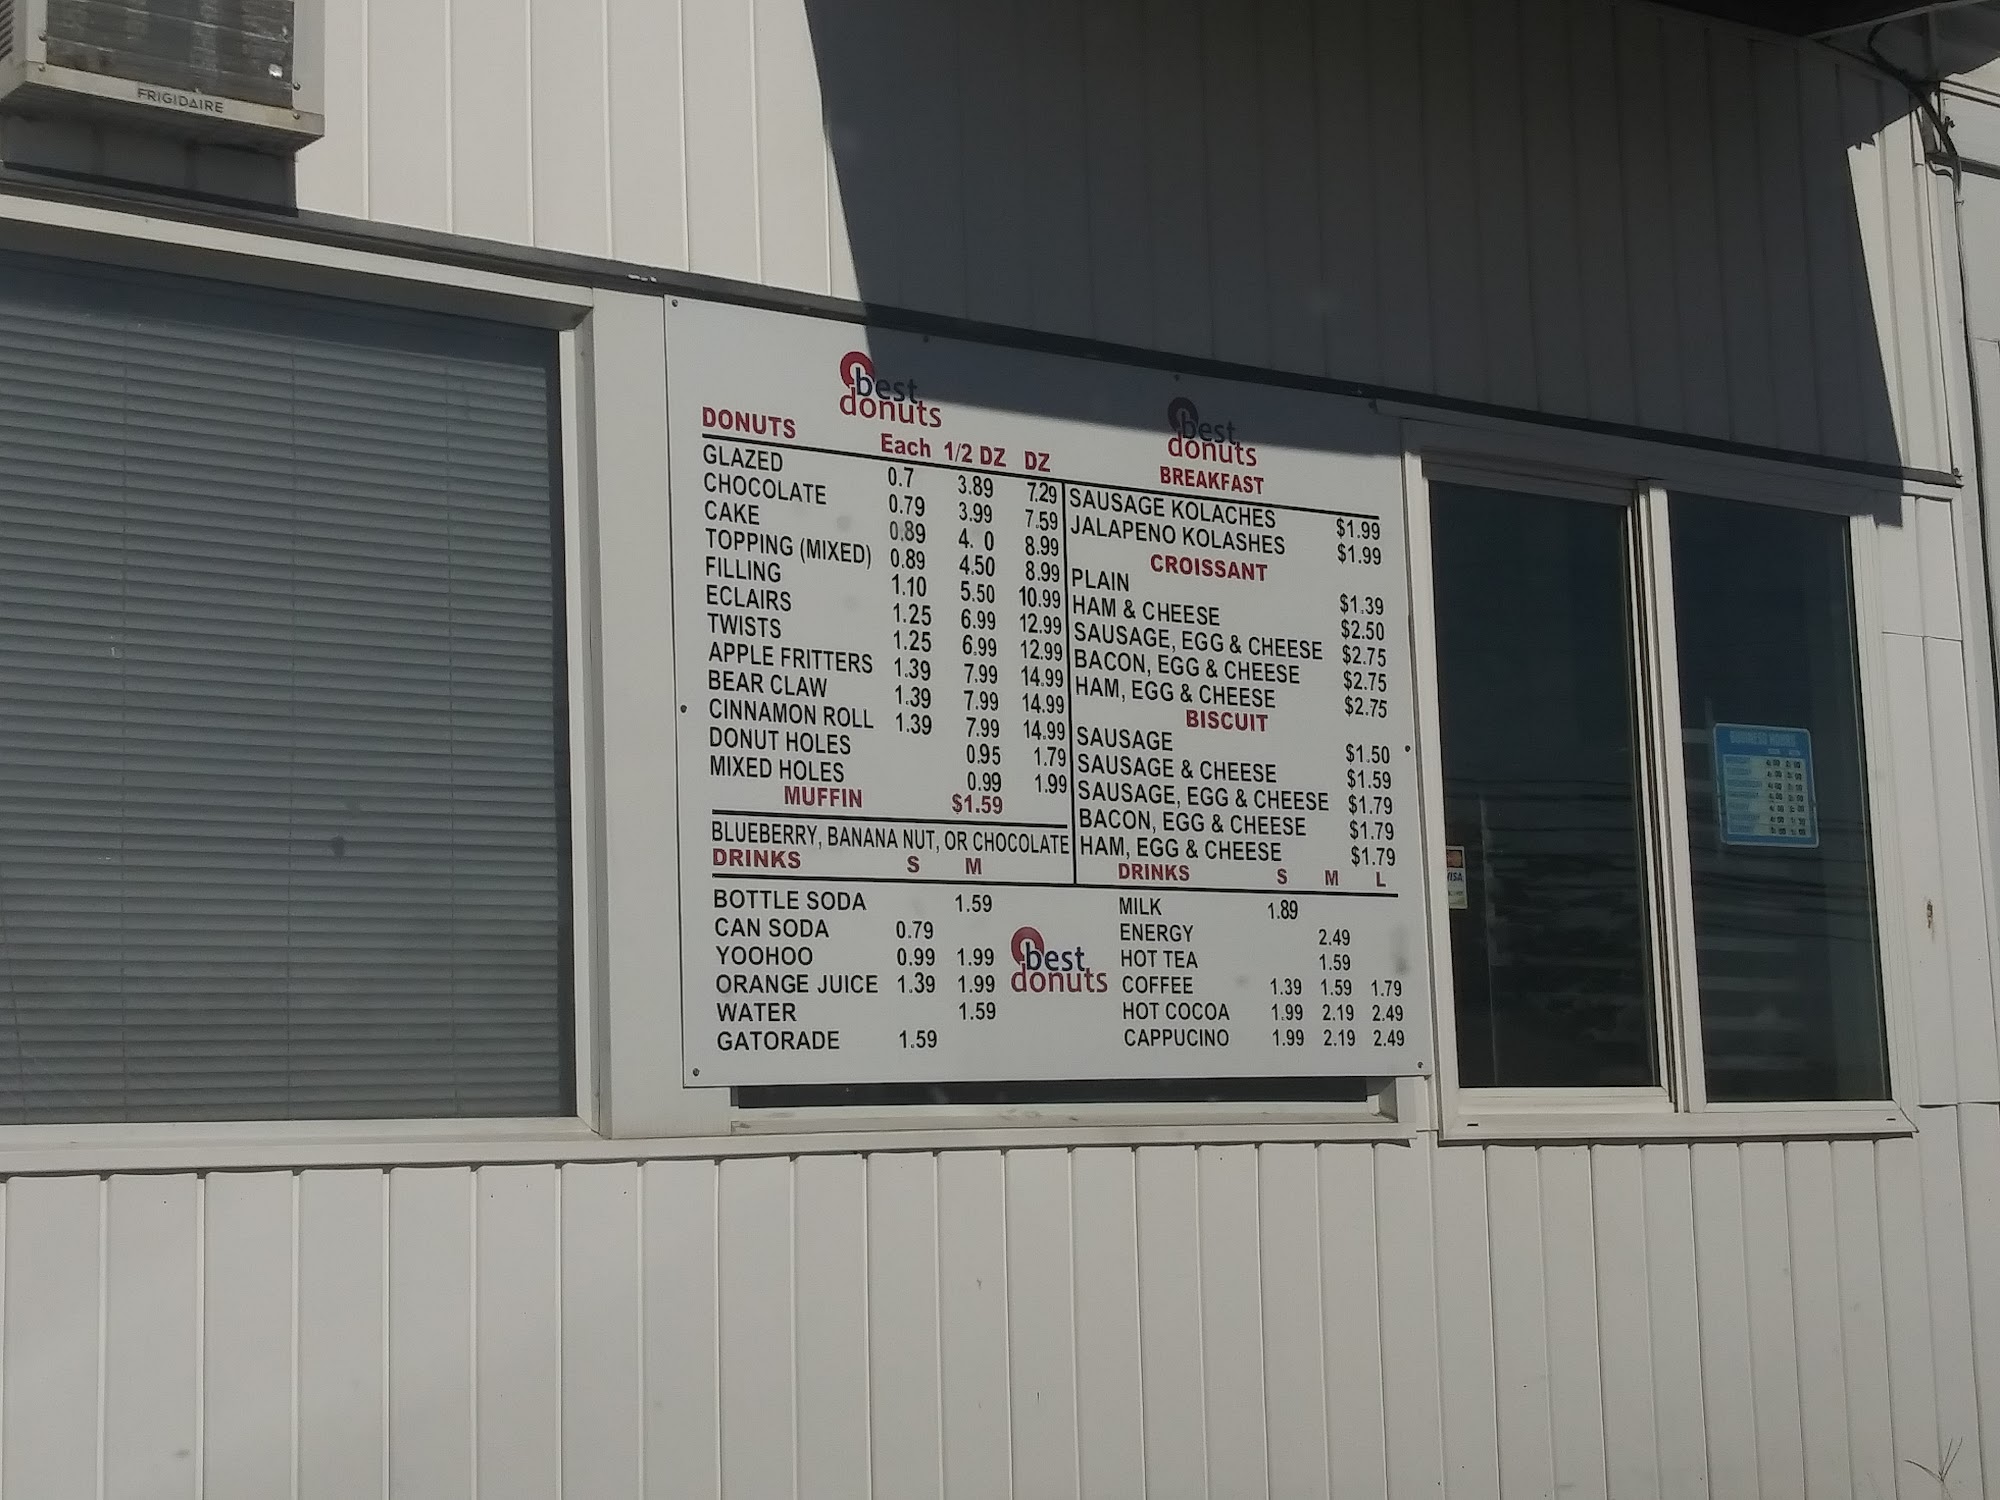 FRIGIDAIRE
best
donuts
DONUTS Each 1/2 DZ DZ
GLAZED 0.7 3.89 7.29
CHOCOLATE 0.79 3.99 7.59
CAKE 0.89 4. 0 8.99
TOPPING (MIXED) 0.89 4.50 8.99
FILLING 1.10 5.50 10.99
ECLAIRS 1.25 6.99 12.99
TWISTS 1.25 6.99 12.99
APPLE FRITTERS 1.39 7.99 14.99
BEAR CLAW 1.39 7.99 14.99
CINNAMON ROLL 1.39 7.99 14.99
DONUT HOLES 0.95 1.79
MIXED HOLES 0.99 1.99
MUFFIN $1.59
BLUEBERRY, BANANA NUT, OR CHOCOLATE
DRINKS S M
BOTTLE SODA 1.59
CAN SODA 0.79
YOOHOO 0.99 1.99
ORANGE JUICE 1.39 1.99
WATER 1.59
GATORADE 1.59
best
donuts
best
donuts
BREAKFAST
SAUSAGE KOLACHES $1.99
JALAPENO KOLASHES $1.99
CROISSANT
PLAIN $1.39
HAM & CHEESE $2.50
SAUSAGE, EGG & CHEESE $2.75
BACON, EGG & CHEESE $2.75
HAM, EGG & CHEESE $2.75
BISCUIT
SAUSAGE $1.50
SAUSAGE & CHEESE $1.59
SAUSAGE, EGG & CHEESE $1.79
BACON, EGG & CHEESE $1.79
HAM, EGG & CHEESE $1.79
DRINKS S M L
MILK 1.89
ENERGY 2.49
HOT TEA 1.59
COFFEE 1.39 1.59 1.79
HOT COCOA 1.99 2.19 2.49
CAPPUCINO 1.99 2.19 2.49
VISA
BUSINESS HOURS